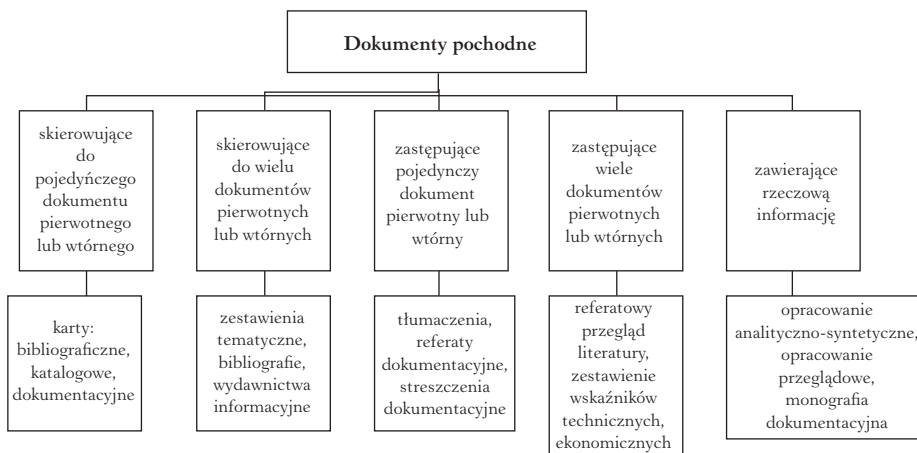 Dokumenty pochodne
skierowujące
do
pojedyńczego
dokumentu
pierwotnego
lub wtórnego
skierowujące
do wielu
dokumentów
pierwotnych
lub wtórnych
zastępujące
pojedynczy
dokument
pierwotny lub
wtórny
zastępujące
wiele
dokumentów
pierwotnych
lub wtórnych
zawierające
rzeczową
informację
karty:
bibliograficzne,
katalogowe,
dokumentacyjne
zestawienia
tematyczne,
bibliografie,
wydawnictwa
informacyjne
tłumaczenia,
referaty
dokumentacyjne,
streszczenia
dokumentacyjne
referatowy
przegląd
literatury,
zestawienie
wskaźników
technicznych,
ekonomicznych
opracowanie
analityczno-syntetyczne,
opracowanie
przeglądowe,
monografia
dokumentacyjna